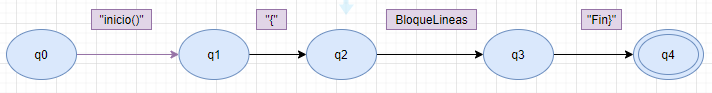 "inicio()" "{" BloqueLineas "Fin}"
q0 q1 q2 q3 q4